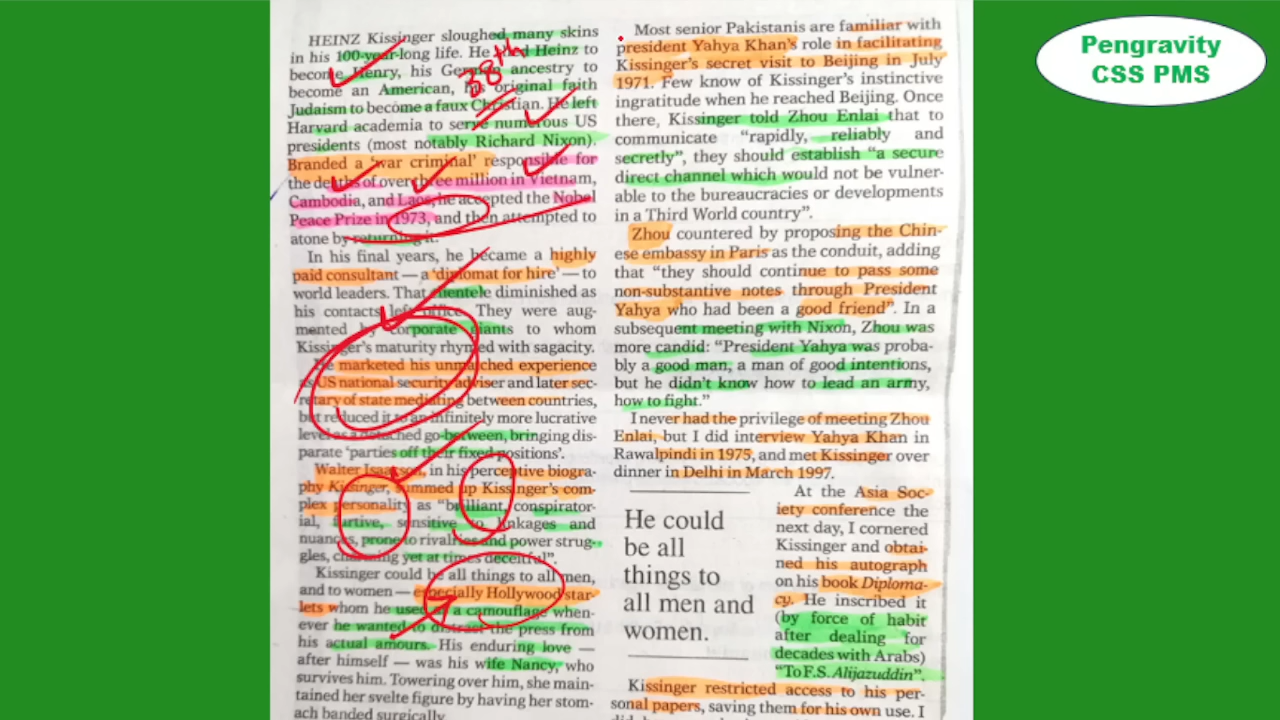 HEINZ Kissinger sloughed many skins
in his 100-year-long life. He Heinz to
become Henry, his German ancestry to
become an American, his original faith
Judaism to become a faux Christian. He left
Harvard academia to serve numerous US
presidents (most notably Richard Nixon).
Branded a ‘war criminal’ responsible for
the deaths of over three million in Vietnam,
Cambodia, and Laos, he accepted the Nobel
Peace Prize in 1973, and then attempted to
atone by returning it.
In his final years, he became a highly
paid consultant — a ‘diplomat for hire’ — to
world leaders. That clientele diminished as
his contacts left office. They were aug-
mented by corporate giants to whom
Kissinger’s maturity rhymed with sagacity.
He marketed his unmatched experience
as US national security adviser and later sec-
retary of state mediating between countries,
but reduced it to an infinitely more lucrative
level as a detached go-between, bringing dis-
parate ‘parties off their fixed positions’.
Walter Isaacson, in his perceptive biogra-
phy Kissinger, summed up Kissinger’s com-
plex personality as “brilliant, conspirator-
ial, furtive, sensitive to linkages and
nuances, prone to rivalries and power strug-
gles, charming yet at times deceitful”.
Kissinger could be all things to all men,
and to women — especially Hollywood star-
lets whom he used as a camouflage when-
ever he wanted to distract the press from
his actual amours. His enduring love —
after himself — was his wife Nancy, who
survives him. Towering over him, she main-
tained her svelte figure by having her stom-
ach banded surgically
38th
Most senior Pakistanis are familiar with
president Yahya Khan’s role in facilitating
Kissinger’s secret visit to Beijing in July
1971. Few know of Kissinger’s instinctive
ingratitude when he reached Beijing. Once
there, Kissinger told Zhou Enlai that to
communicate “rapidly, reliably and
secretly”, they should establish “a secure
direct channel which would not be vulner-
able to the bureaucracies or developments
in a Third World country”.
Zhou countered by proposing the Chin-
ese embassy in Paris as the conduit, adding
that “they should continue to pass some
non-substantive notes through President
Yahya who had been a good friend”. In a
subsequent meeting with Nixon, Zhou was
more candid: “President Yahya was proba-
bly a good man, a man of good intentions,
but he didn’t know how to lead an army,
how to fight.”
I never had the privilege of meeting Zhou
Enlai, but I did interview Yahya Khan in
Rawalpindi in 1975, and met Kissinger over
dinner in Delhi in March 1997.
He could
be all
things to
all men and
women.
At the Asia Soc-
iety conference the
next day, I cornered
Kissinger and obtai-
ned his autograph
on his book Diploma-
cy. He inscribed it
(by force of habit
after dealing for
decades with Arabs)
“To F.S. Alijazuddin”.
Kissinger restricted access to his per-
sonal papers, saving them for his own use. I
Pengravity
CSS PMS